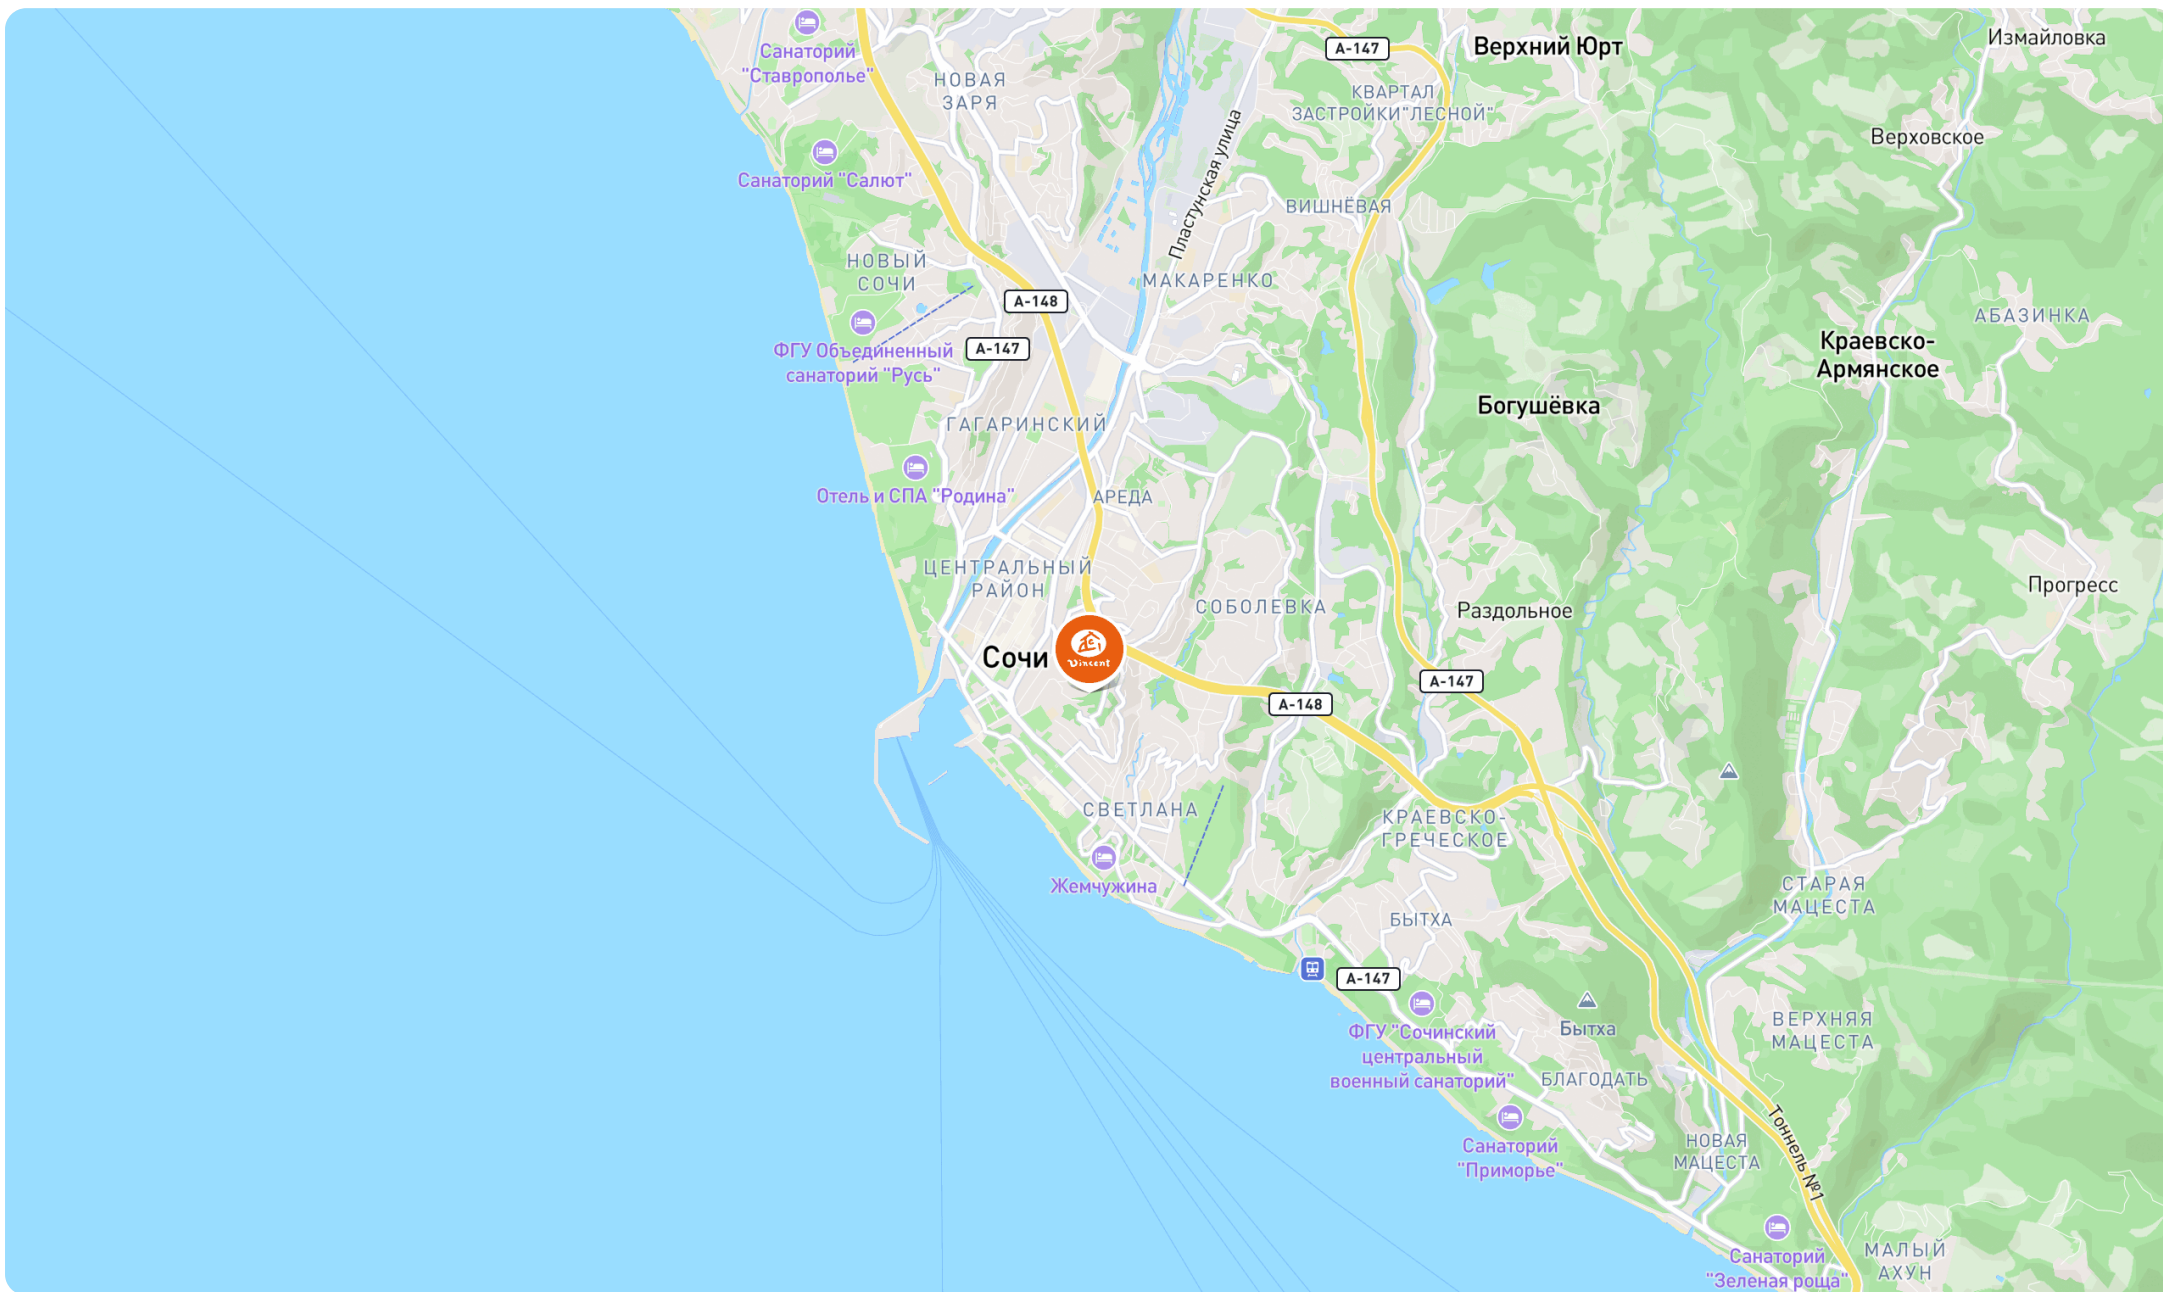 Санаторий
"Ставрополье"
НОВАЯ
ЗАРЯ
А-147
Верхний Юрт
Измайловка
КВАРТАЛ
ЗАСТРОЙКИ"ЛЕСНОЙ"
Верховское
Санаторий "Салют"
Пластунская улица
ВИШНЁВАЯ
НОВЫЙ
СОЧИ
МАКАРЕНКО
А-148
АБАЗИНКА
ФГУ Объединенный
санаторий "Русь"
А-147
Краевско-
Армянское
Богушёвка
ГАГАРИНСКИЙ
Отель и СПА "Родина"
АРЕДА
ЦЕНТРАЛЬНЫЙ
РАЙОН
СОБОЛЕВКА
Раздольное
Прогресс
Сочи
Vincent
А-147
А-148
СВЕТЛАНА
КРАЕВСКО-
ГРЕЧЕСКОЕ
Жемчужина
СТАРАЯ
МАЦЕСТА
БЫТХА
А-147
ФГУ "Сочинский
центральный
военный санаторий"
Бытха
ВЕРХНЯЯ
МАЦЕСТА
БЛАГОДАТЬ
Санаторий
"Приморье"
НОВАЯ
МАЦЕСТА
Тоннель №1
Санаторий
"Зеленая роща"
МАЛЫЙ
АХУН